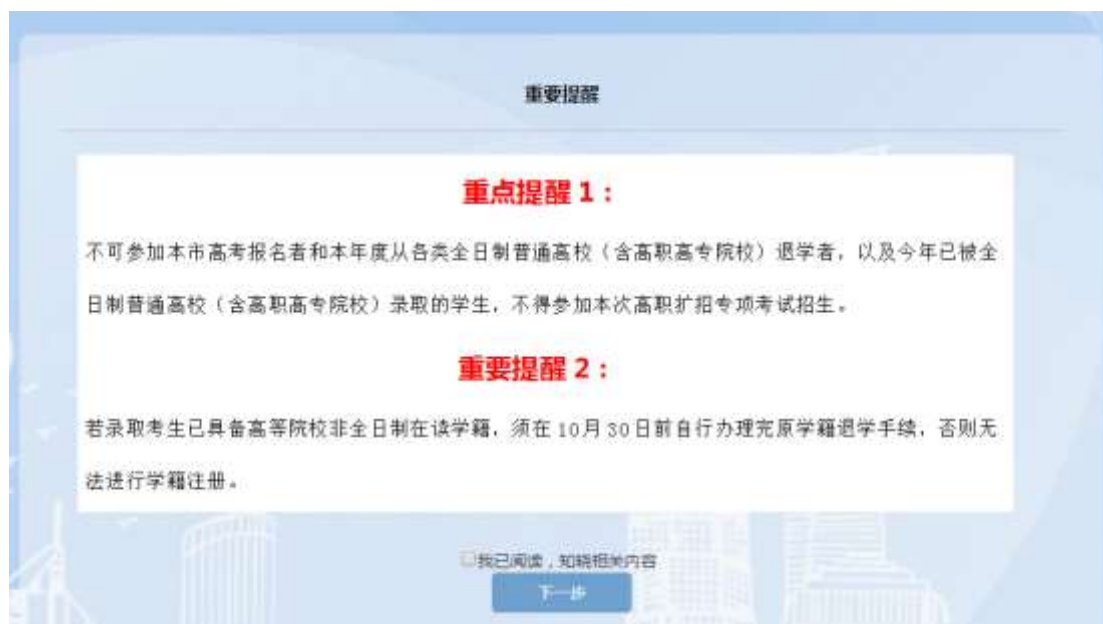 重要提醒
重点提醒 1：
不可参加本市高考报名者和本年度从各类全日制普通高校（含高职高专院校）退学者，以及今年已被全
日制普通高校（含高职高专院校）录取的学生，不得参加本次高职扩招专项考试招生。
重要提醒 2：
若录取考生已具备高等院校非全日制在读学籍，须在 10月 30日前自行办理完原学籍退学手续，否则无
法进行学籍注册。
我已阅读，知晓相关内容
下一步